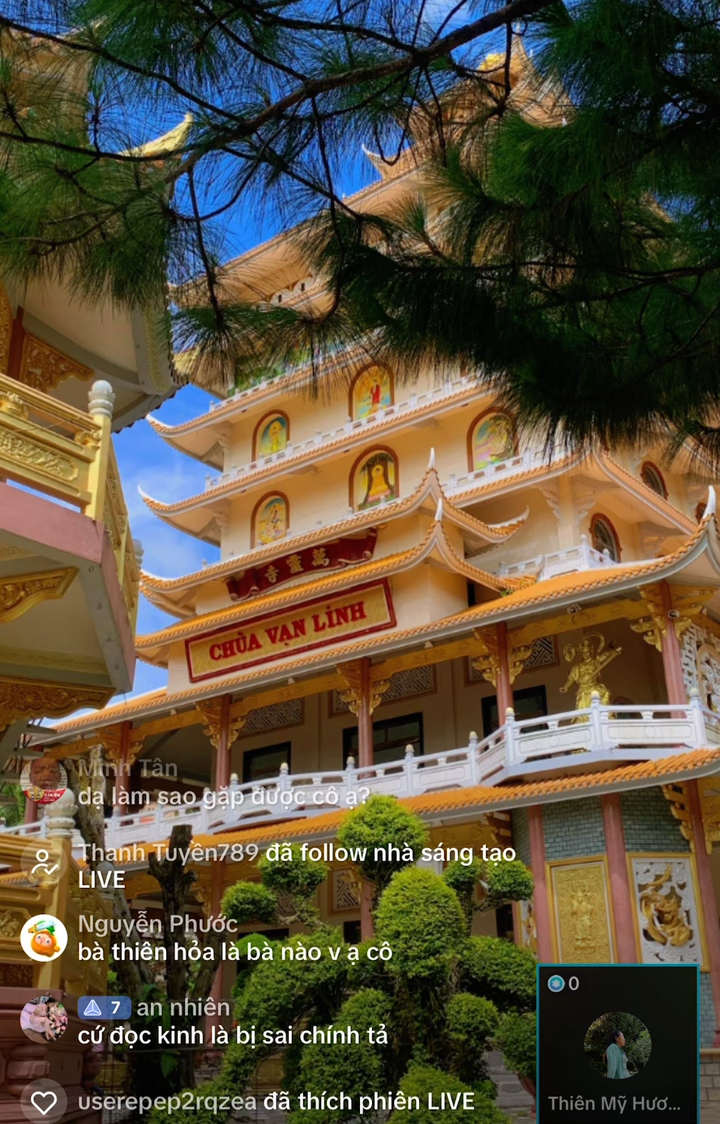 寺靈萬
CHÙA VẠN LINH
Minh Tân
dạ làm sao gặp được cô ạ?
Thanh Tuyên789 đã follow nhà sáng tạo
LIVE
Nguyễn Phước
bà thiên hỏa là bà nào v ạ cô
7 an nhiên
cứ đọc kinh là bị sai chính tả
userepep2rqzea đã thích phiên LIVE
0
Thiên Mỹ Hươ...